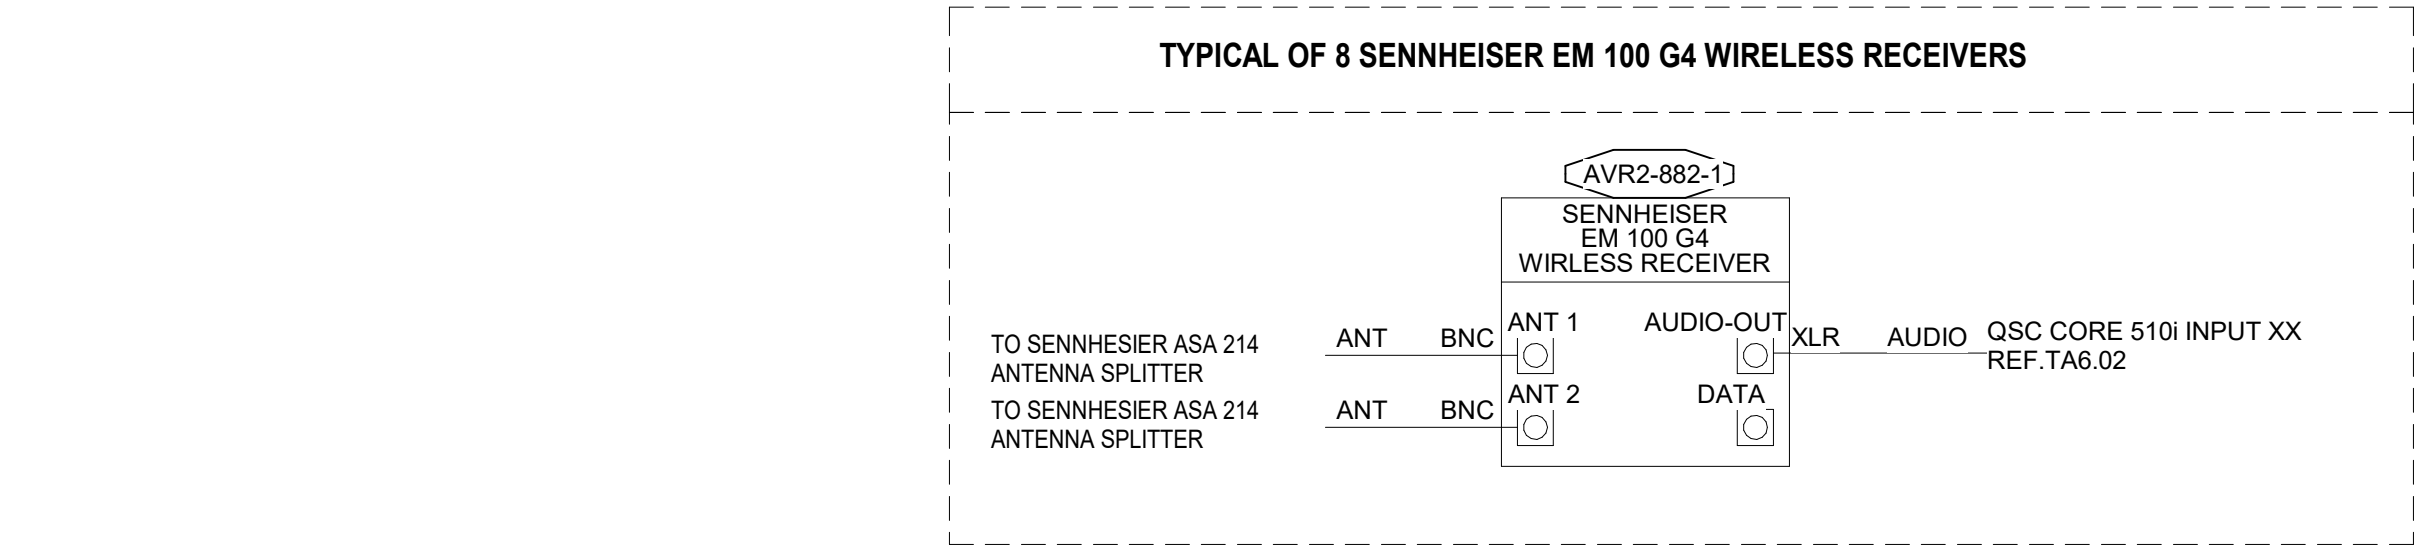 TYPICAL OF 8 SENNHEISER EM 100 G4 WIRELESS RECEIVERS
AVR2-882-1
SENNHEISER
EM 100 G4
WIRLESS RECEIVER
TO SENNHESIER ASA 214
ANTENNA SPLITTER
ANT
BNC
ANT 1
AUDIO-OUT
XLR
AUDIO
QSC CORE 510i INPUT XX
REF.TA6.02
TO SENNHESIER ASA 214
ANTENNA SPLITTER
ANT
BNC
ANT 2
DATA